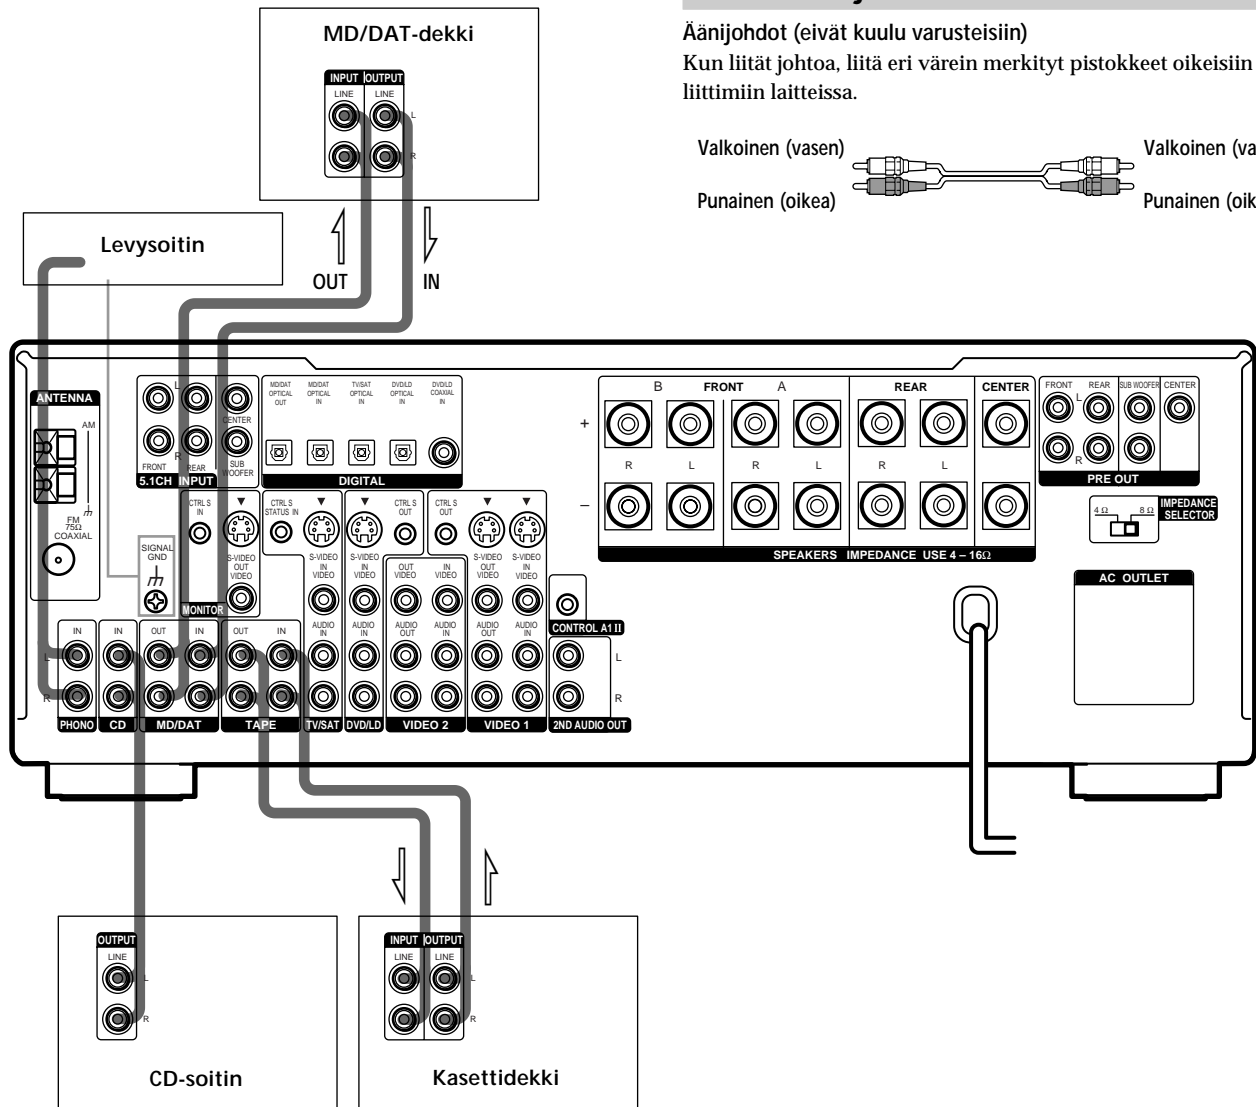 MD/DAT-dekki
INPUT OUTPUT
LINE LINE
L
R
OUT IN
Levysoitin
Äänijohdot (eivät kuulu varusteisiin)
Kun liität johtoa, liitä eri värein merkityt pistokkeet oikeisiin
liittimiin laitteissa.
Valkoinen (vasen)
Valkoinen (va
Punainen (oikea)
Punainen (oik
ANTENNA
AM
FM
75Ω
COAXIAL
L
R
FRONT REAR
CENTER
SUB
WOOFER
5.1CH INPUT
MD/DAT OPTICAL OUT
MD/DAT OPTICAL IN
TV/SAT OPTICAL IN
DVD/LD OPTICAL IN
DVD/LD COAXIAL IN
DIGITAL
SIGNAL
GND
CTRL S
IN
S-VIDEO
OUT
VIDEO
MONITOR
CTRL S
STATUS IN
S-VIDEO
IN
VIDEO
AUDIO
IN
S-VIDEO
IN
VIDEO
AUDIO
IN
CTRL S
OUT
OUT
VIDEO
IN
VIDEO
AUDIO
OUT
AUDIO
IN
CTRL S
OUT
S-VIDEO
OUT
VIDEO
S-VIDEO
IN
VIDEO
AUDIO
OUT
AUDIO
IN
CONTROL A1 II
IN IN OUT IN OUT IN
L
R
L
R
PHONO CD MD/DAT TAPE TV/SAT DVD/LD VIDEO 2 VIDEO 1 2ND AUDIO OUT
B FRONT A REAR CENTER
+
R L R L R L
–
SPEAKERS IMPEDANCE USE 4 – 16Ω
FRONT REAR SUB WOOFER CENTER
L
R
PRE OUT
4 Ω 8 Ω
IMPEDANCE
SELECTOR
AC OUTLET
OUTPUT
LINE
L
R
CD-soitin
INPUT OUTPUT
LINE LINE
L
R
Kasettidekki